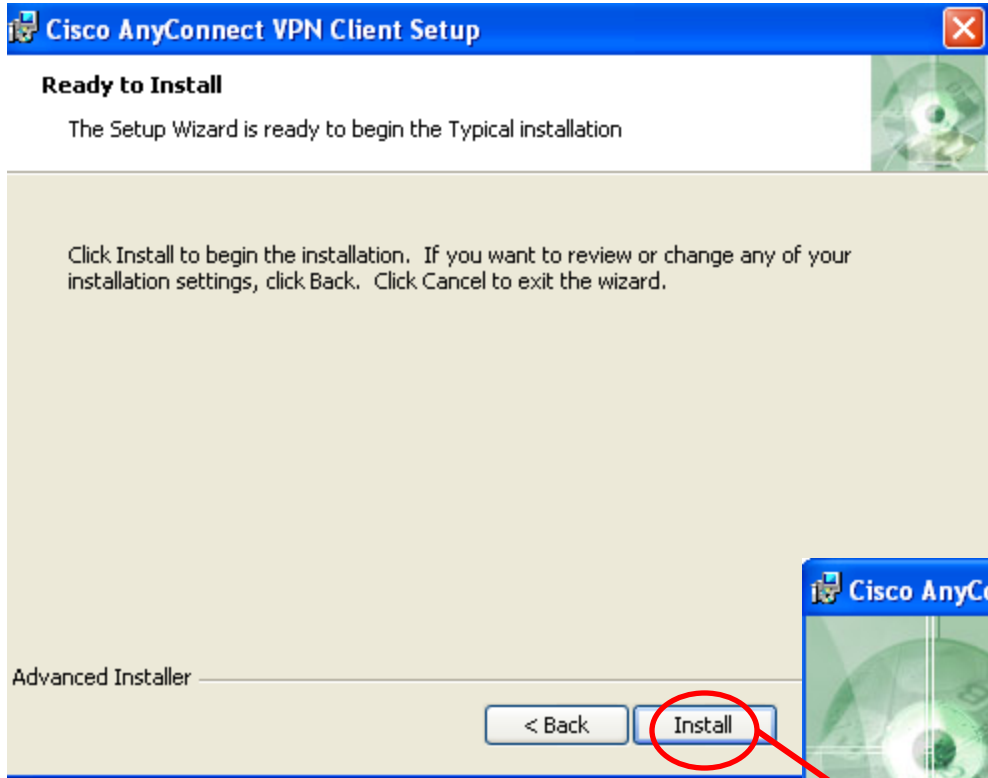 Cisco AnyConnect VPN Client Setup
Ready to Install
The Setup Wizard is ready to begin the Typical installation
Click Install to begin the installation. If you want to review or change any of your
installation settings, click Back. Click Cancel to exit the wizard.
Cisco AnyC
Advanced Installer
< Back
Install